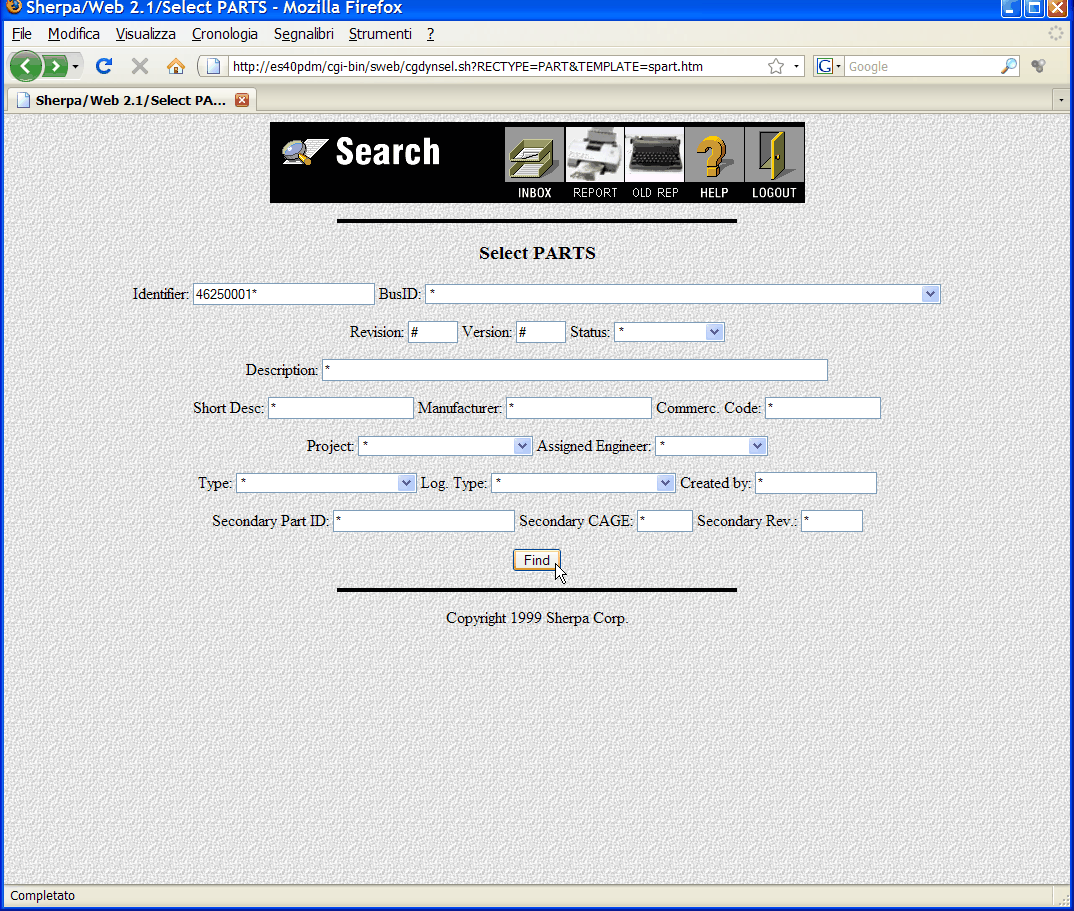 Sherpa/Web 2.1/Select PARTS - Mozilla Firefox
File Modifica Visualizza Cronologia Segnalibri Strumenti ?
http://es40pdm/cgi-bin/sweb/cgdynsel.sh?RECTYPE=PART&TEMPLATE=spart.htm G Google
Sherpa/Web 2.1/Select PA...
Search
INBOX REPORT OLD REP HELP LOGOUT
Select PARTS
Identifier: 46250001* BusID: *
Revision: # Version: # Status: *
Description: *
Short Desc: * Manufacturer: * Commerc. Code: *
Project: * Assigned Engineer: *
Type: * Log. Type: * Created by: *
Secondary Part ID: * Secondary CAGE: * Secondary Rev.: *
Find
Copyright 1999 Sherpa Corp.
Completato